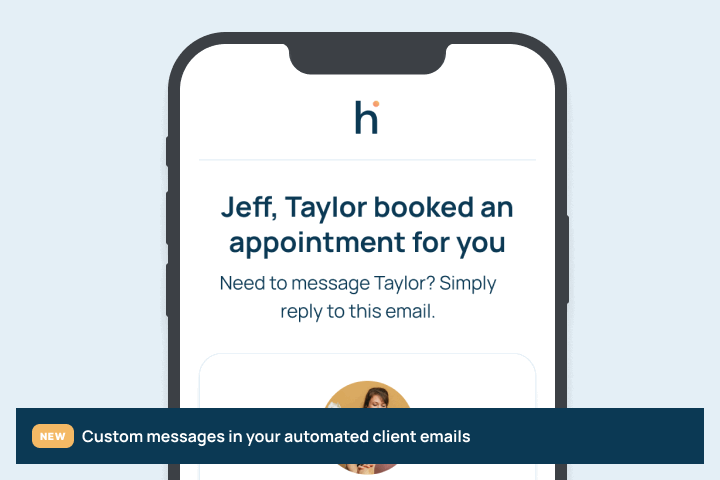 hi
Jeff, Taylor booked an
appointment for you
Need to message Taylor? Simply
reply to this email.
NEW Custom messages in your automated client emails